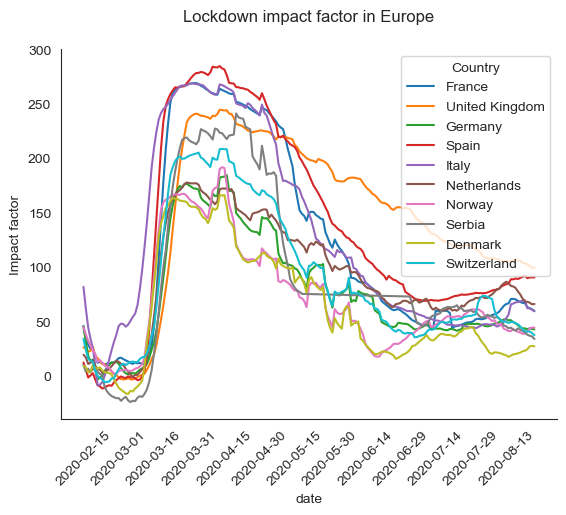 Lockdown impact factor in Europe
300
250
200
150
100
50
0
Impact factor
Country
France
United Kingdom
Germany
Spain
Italy
Netherlands
Norway
Serbia
Denmark
Switzerland
2020-02-15
2020-03-01
2020-03-16
2020-03-31
2020-04-15
2020-04-30
2020-05-15
2020-05-30
2020-06-14
2020-06-29
2020-07-14
2020-07-29
2020-08-13
date